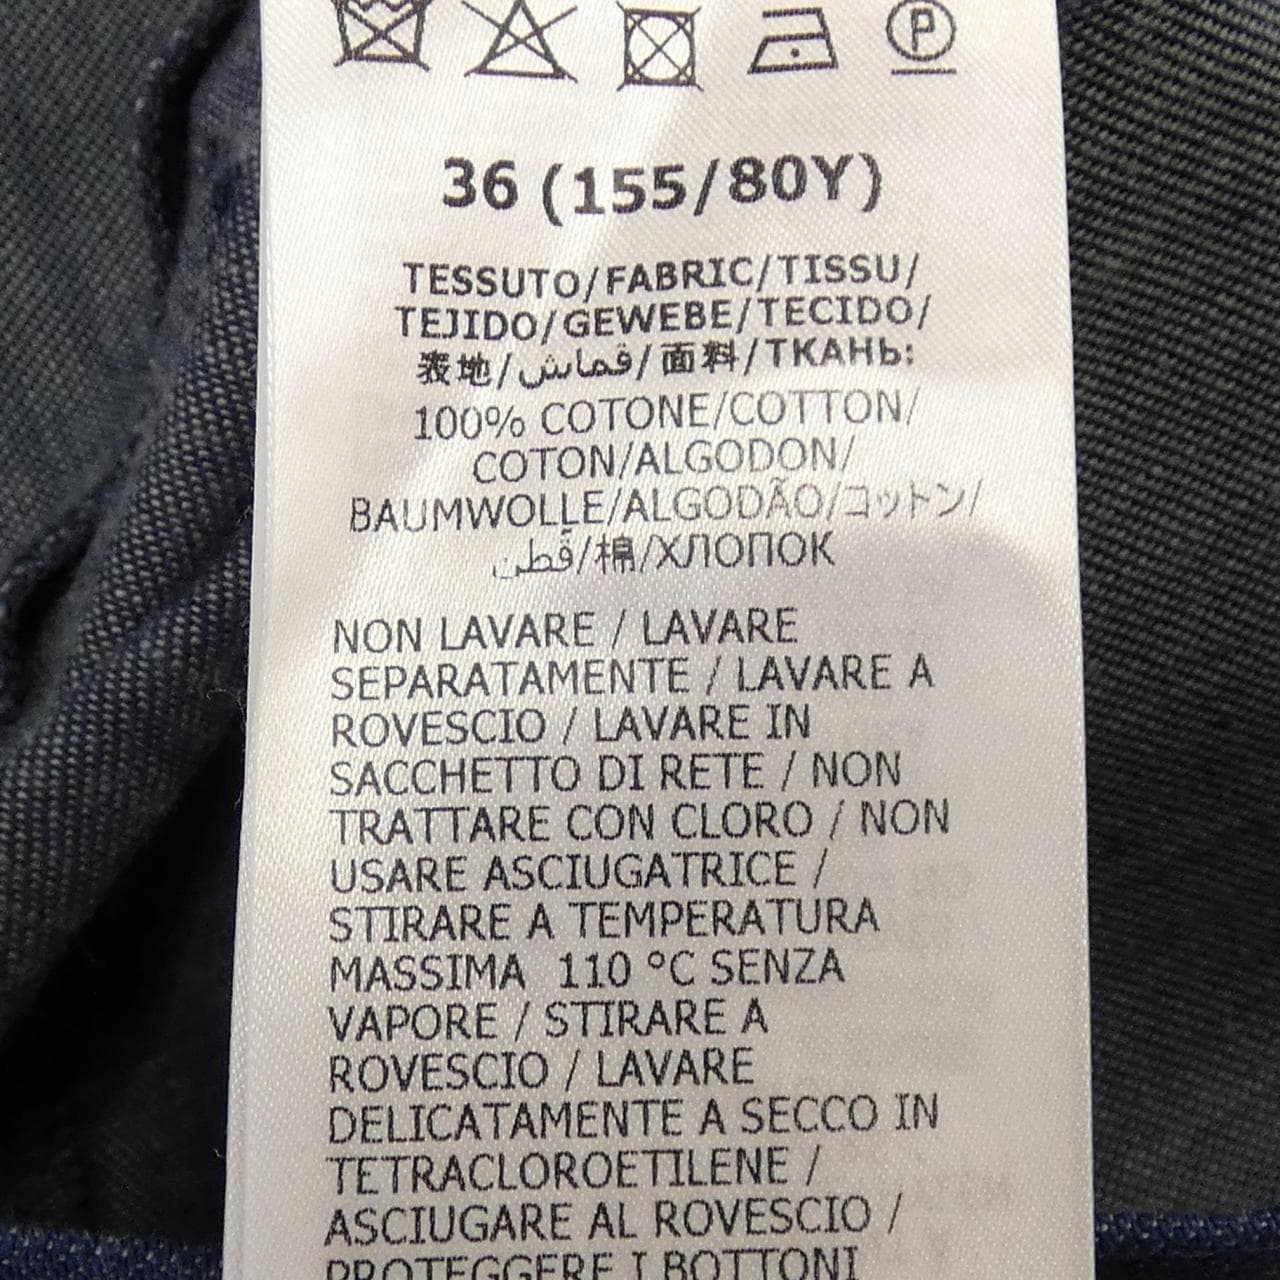 P
36 (155/80Y)
TESSUTO/FABRIC/TISSU/
TEJIDO/GEWEBE/TECIDO/
表地/قماش/面料/ТКАНЬ:
100% COTONE/COTTON/
COTON/ALGODON/
BAUMWOLLE/ALGODÃO/コットン/
قُطن/棉/ХЛОПОК
NON LAVARE / LAVARE
SEPARATAMENTE / LAVARE A
ROVESCIO / LAVARE IN
SACCHETTO DI RETE / NON
TRATTARE CON CLORO / NON
USARE ASCIUGATRICE /
STIRARE A TEMPERATURA
MASSIMA 110 °C SENZA
VAPORE / STIRARE A
ROVESCIO / LAVARE
DELICATAMENTE A SECCO IN
TETRACLOROETILENE /
ASCIUGARE AL ROVESCIO /
PROTEGGERE I BOTTONI